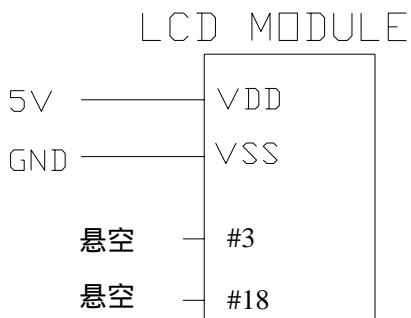 LCD MODULE
5V VDD
GND VSS
悬空 #3
悬空 #18